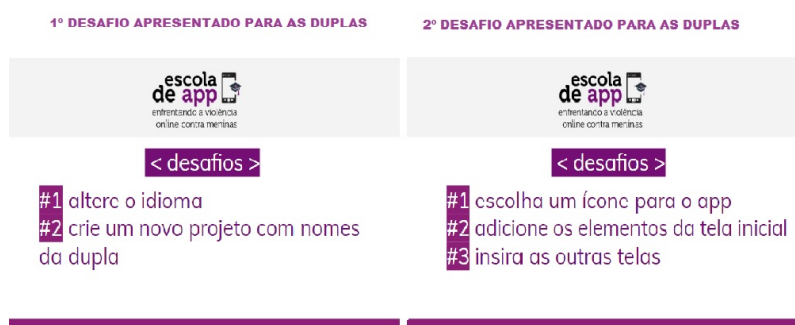 1º DESAFIO APRESENTADO PARA AS DUPLAS
escola
de app
enfrentando a violência
online contra meninas
< desafios >
#1 altere o idioma
#2 crie um novo projeto com nomes
da dupla
2º DESAFIO APRESENTADO PARA AS DUPLAS
escola
de app
enfrentando a violência
online contra meninas
< desafios >
#1 escolha um ícone para o app
#2 adicione os elementos da tela inicial
#3 insira as outras telas